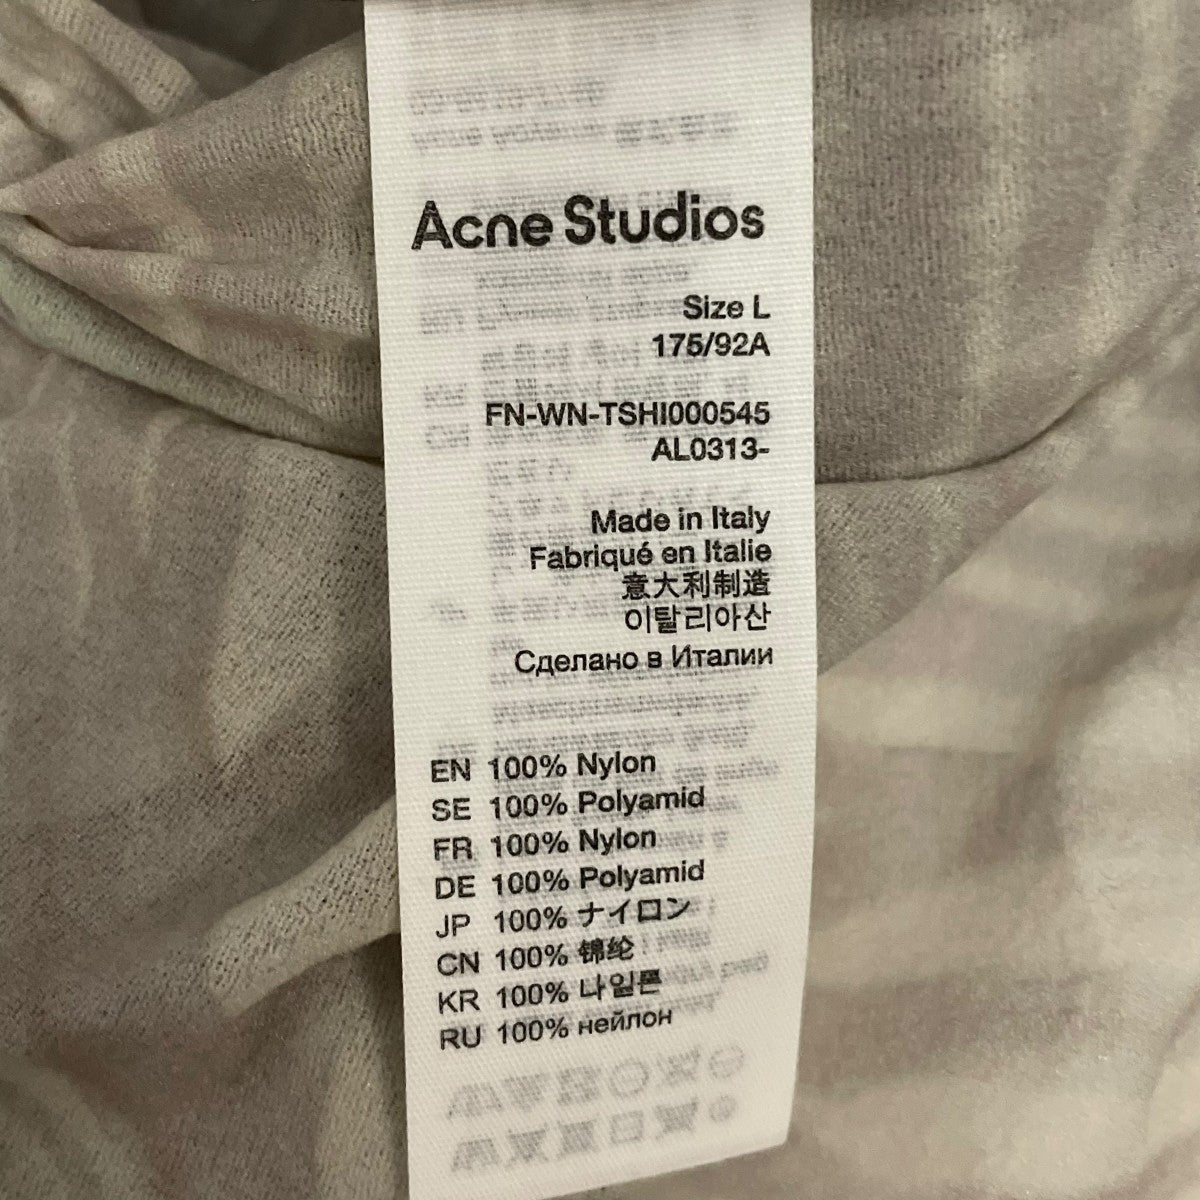 Acne Studios
Size L
175/92A
FN-WN-TSHI000545
AL0313-
Made in Italy
Fabriqué en Italie
意大利制造
이탈리아산
Сделано в Италии
EN 100% Nylon
SE 100% Polyamid
FR 100% Nylon
DE 100% Polyamid
JP 100% ナイロン
CN 100% 锦纶
KR 100% 나일론
RU 100% нейлон